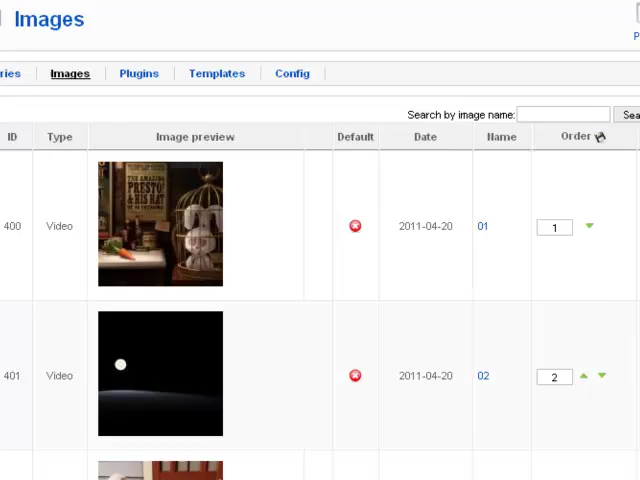 Images
P
ries Images Plugins Templates Config
Search by image name: Sea
ID Type Image preview Default Date Name Order
THE AMAZING
PRESTO!
& HIS HAT
400 Video 2011-04-20 01 1
401 Video 2011-04-20 02 2